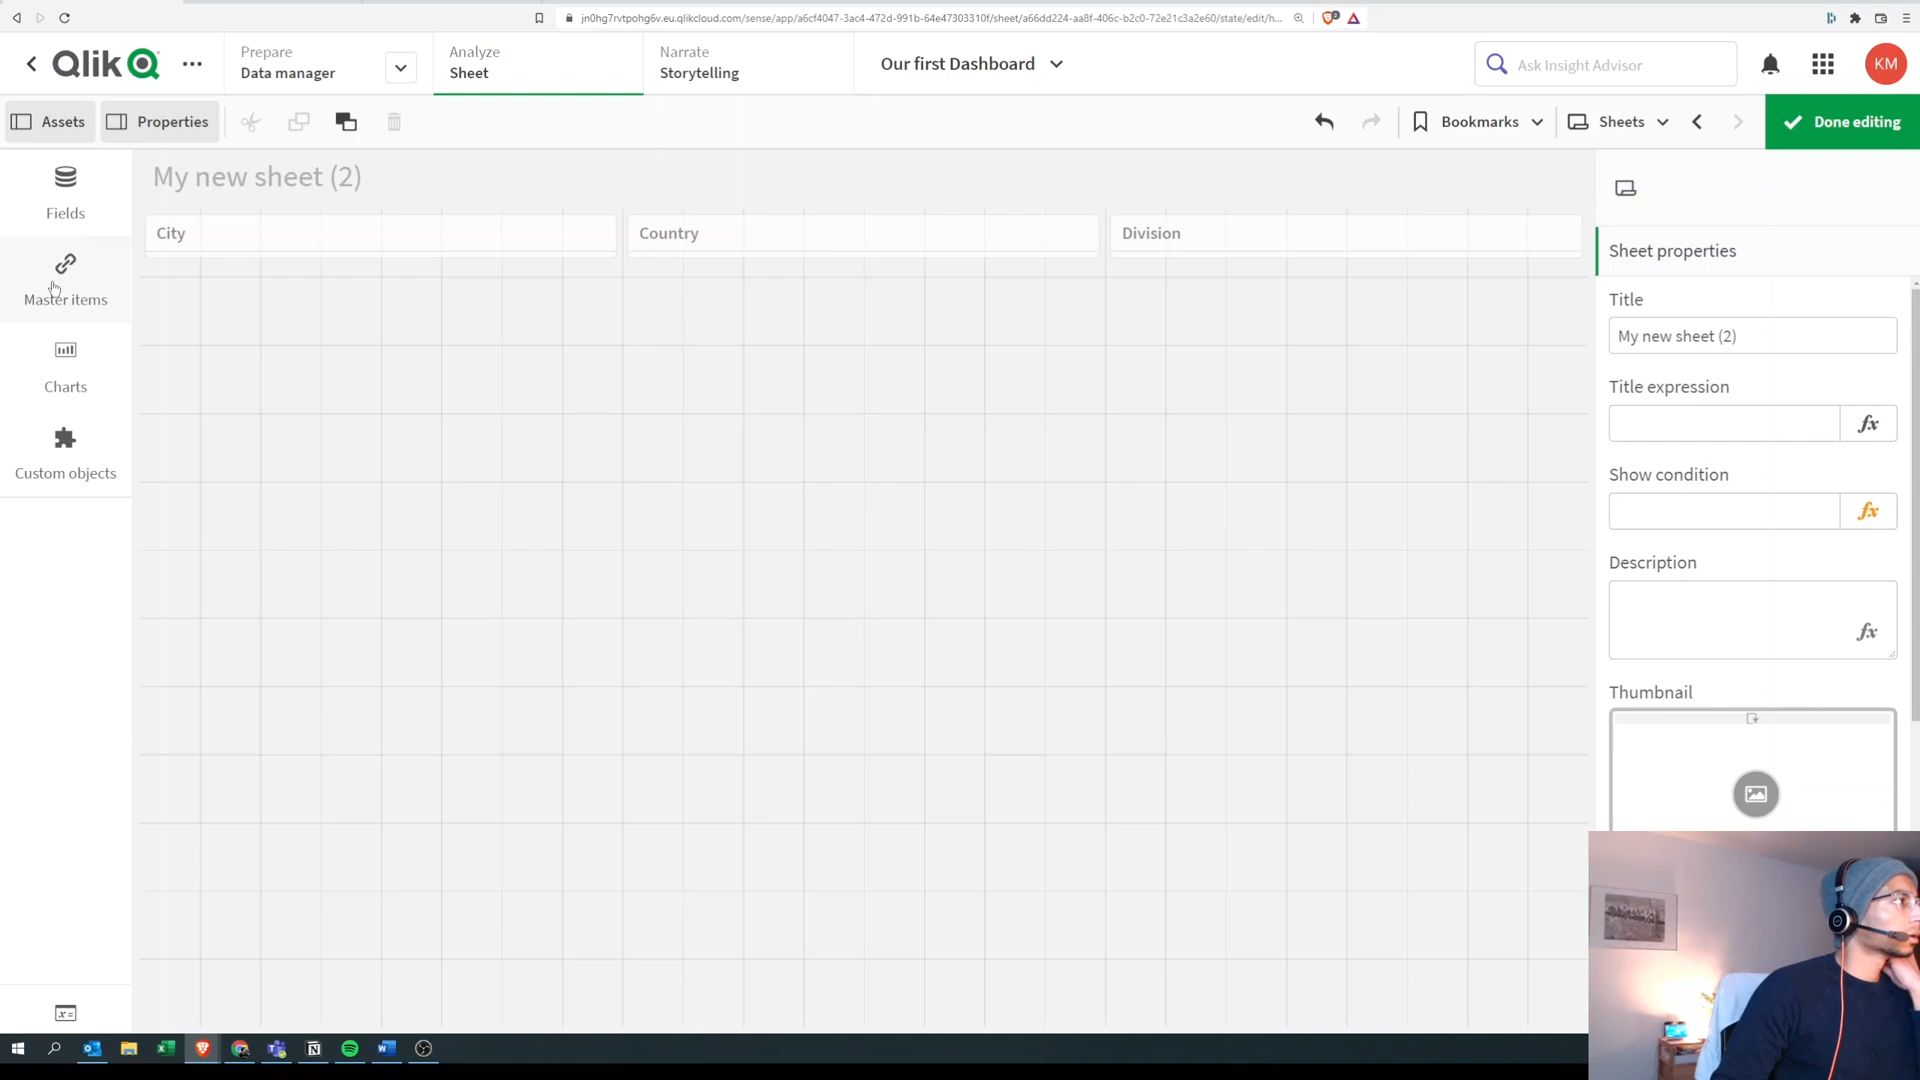 jn0hg7rvtpohg6v.eu.qlikcloud.com/sense/app/a6cf4047-3ac4-472d-991b-64e47303310f/sheet/a66dd224-aa8f-406c-b2c0-72e21c3a2e60/state/edit/h...
Qlik
Prepare
Data manager
Analyze
Sheet
Narrate
Storytelling
Our first Dashboard
Ask Insight Advisor
KM
Assets
Properties
Bookmarks
Sheets
Done editing
Fields
Master items
Charts
Custom objects
My new sheet (2)
City
Country
Division
Sheet properties
Title
My new sheet (2)
Title expression
fx
Show condition
fx
Description
fx
Thumbnail
x=